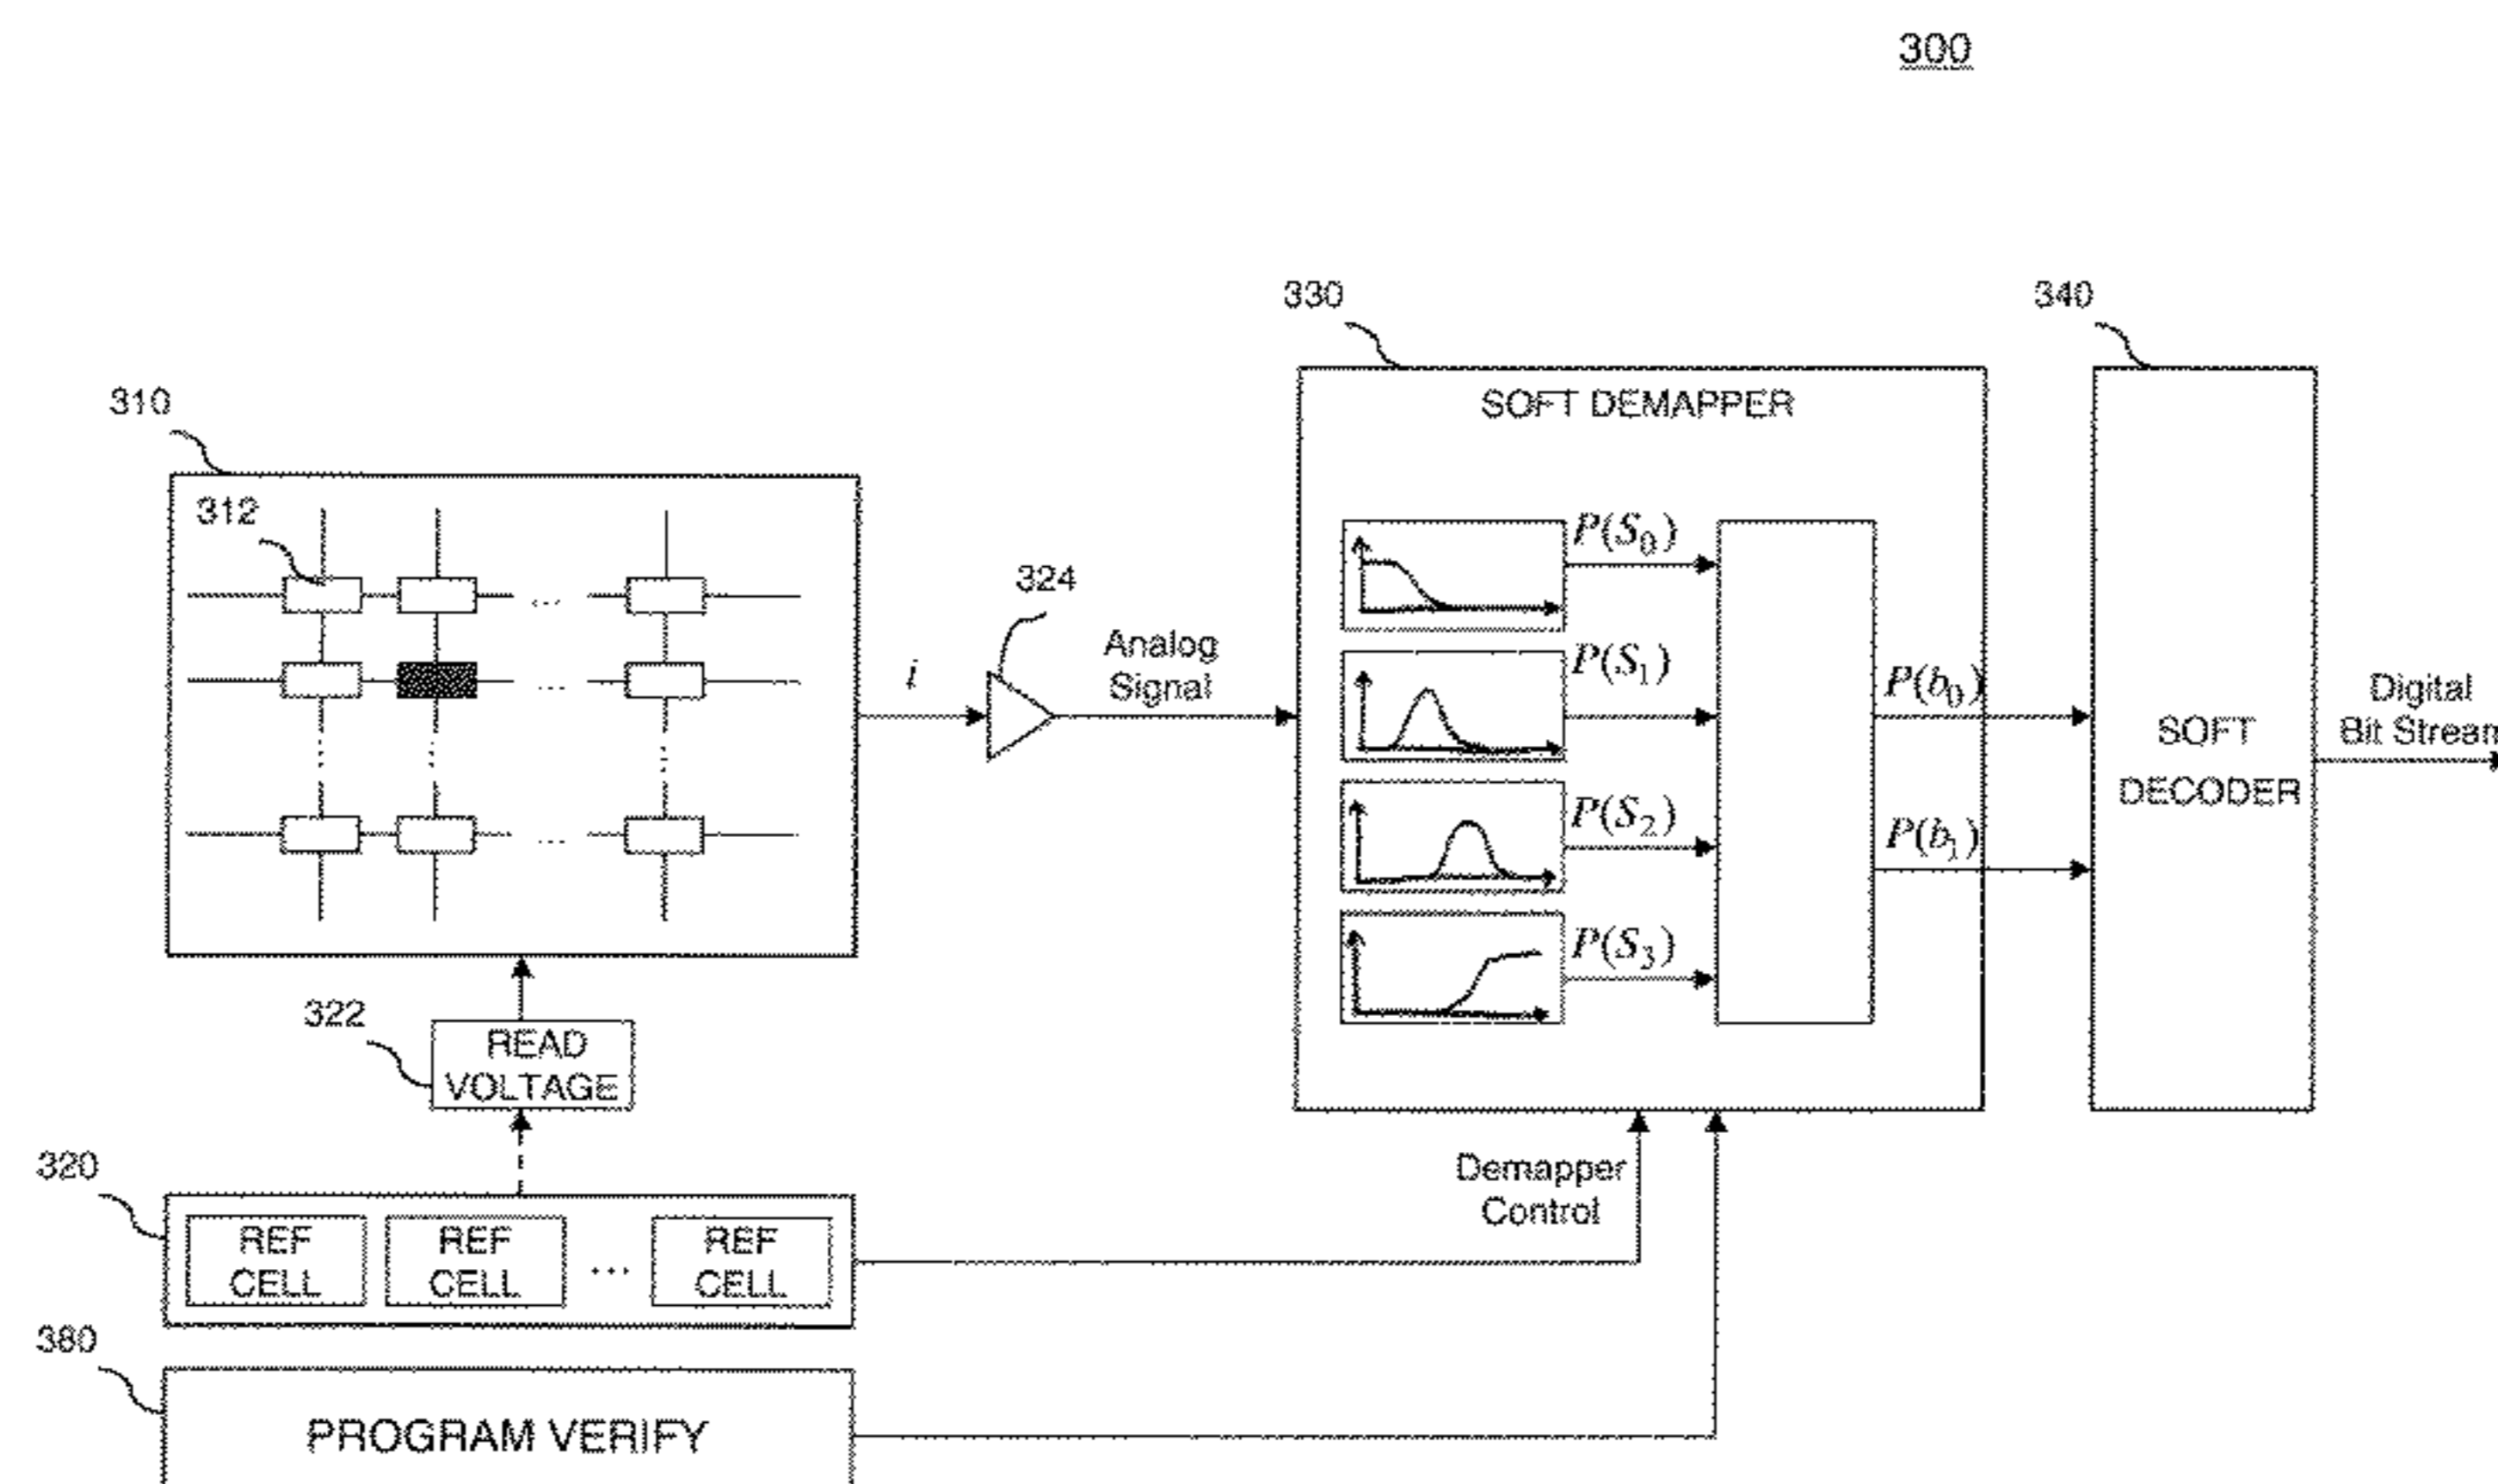 300
330
340
310
SOFT DEMAPPER
312
P(S0)
324
Analog
Signal
i
P(S1)
P(b0)
SOFT
DECODER
Digital
Bit Stream
P(S2)
P(b1)
P(S3)
...
...
...
322
READ
VOLTAGE
320
Demapper
Control
REF
CELL
REF
CELL
...
REF
CELL
380
PROGRAM VERIFY